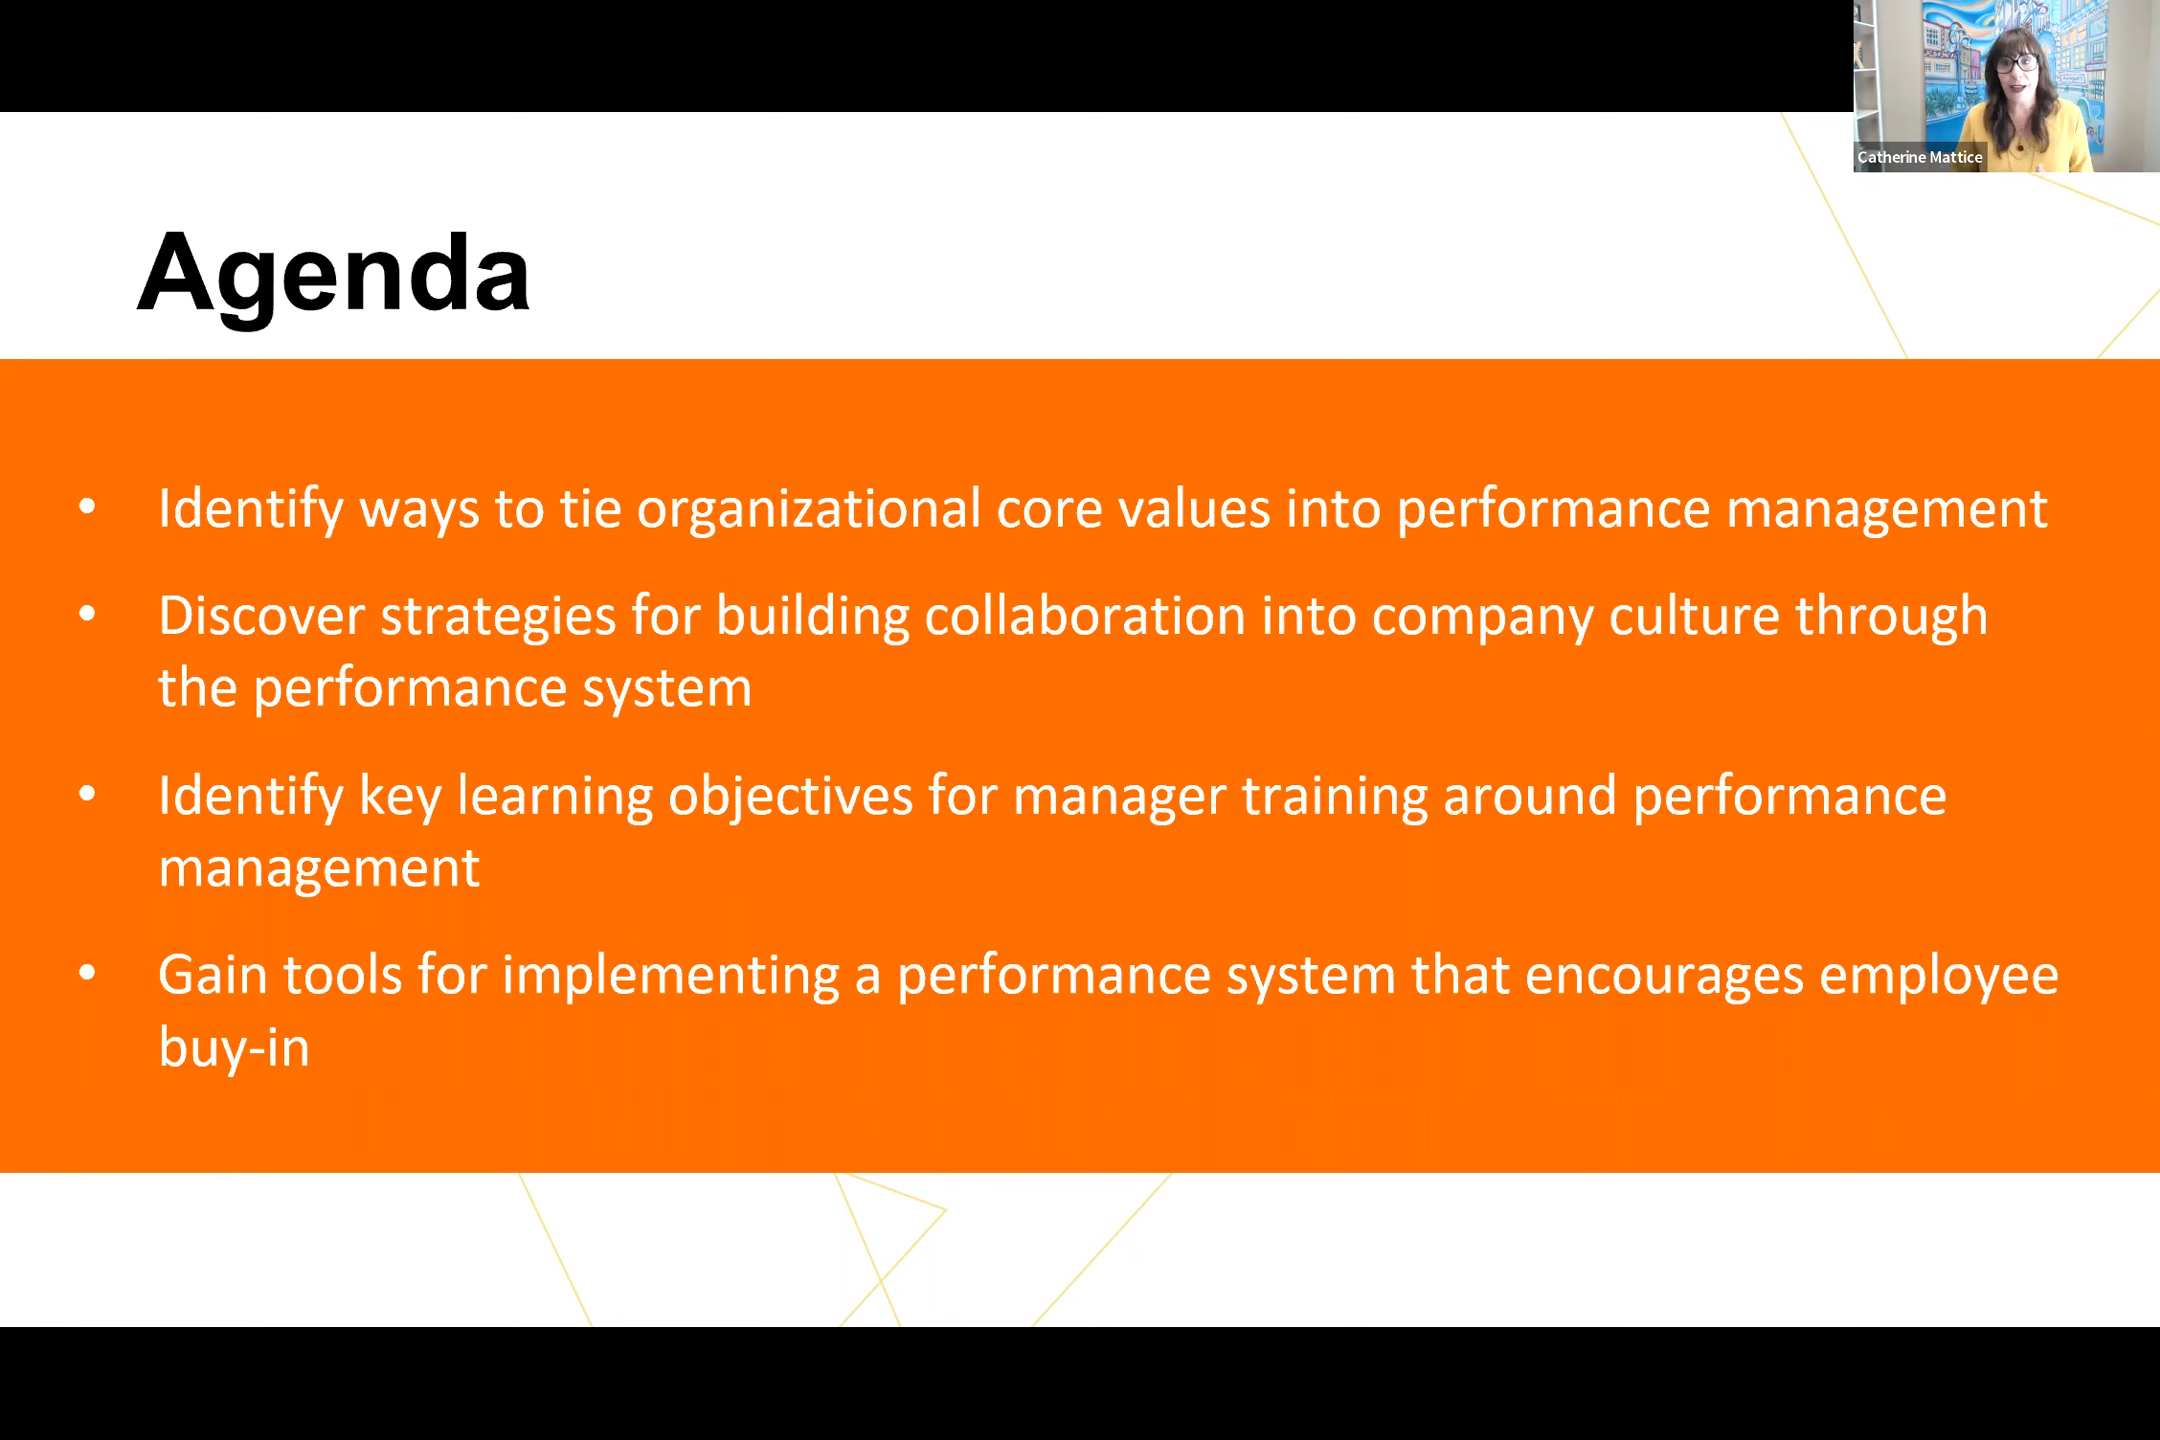 Catherine Mattice
Agenda
• Identify ways to tie organizational core values into performance management
• Discover strategies for building collaboration into company culture through
the performance system
• Identify key learning objectives for manager training around performance
management
• Gain tools for implementing a performance system that encourages employee
buy-in